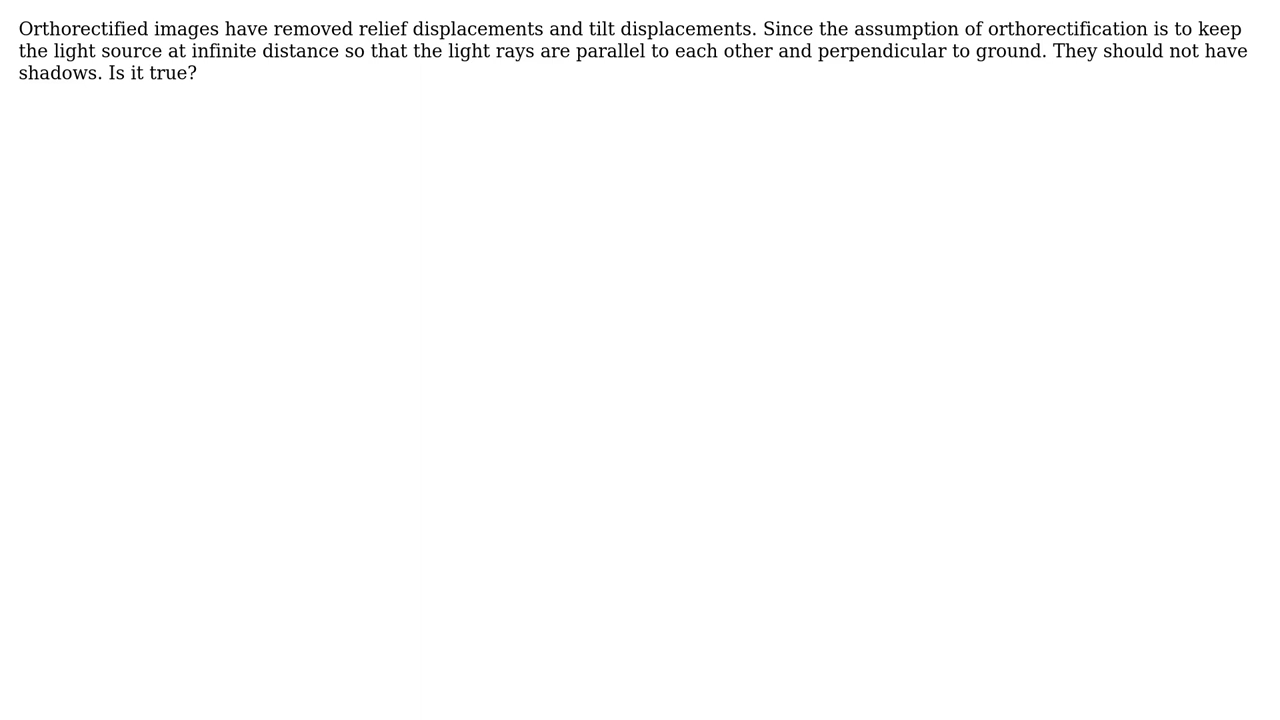 Orthorectified images have removed relief displacements and tilt displacements. Since the assumption of orthorectification is to keep
the light source at infinite distance so that the light rays are parallel to each other and perpendicular to ground. They should not have
shadows. Is it true?